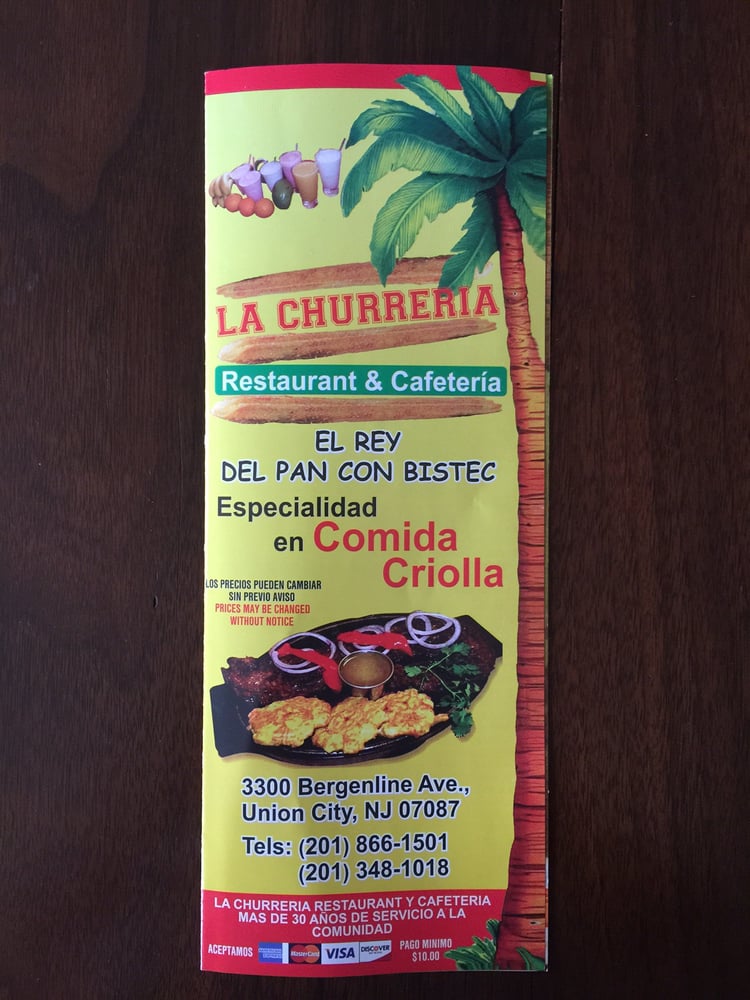 LA CHURRERIA
Restaurant & Cafetería
EL REY
DEL PAN CON BISTEC
Especialidad
en Comida
Criolla
LOS PRECIOS PUEDEN CAMBIAR
SIN PREVIO AVISO
PRICES MAY BE CHANGED
WITHOUT NOTICE
3300 Bergenline Ave.,
Union City, NJ 07087
Tels: (201) 866-1501
(201) 348-1018
LA CHURRERIA RESTAURANT Y CAFETERIA
MAS DE 30 AÑOS DE SERVICIO A LA
COMUNIDAD
ACEPTAMOS AMERICAN EXPRESS MasterCard VISA DISCOVER PAGO MINIMO
$10.00